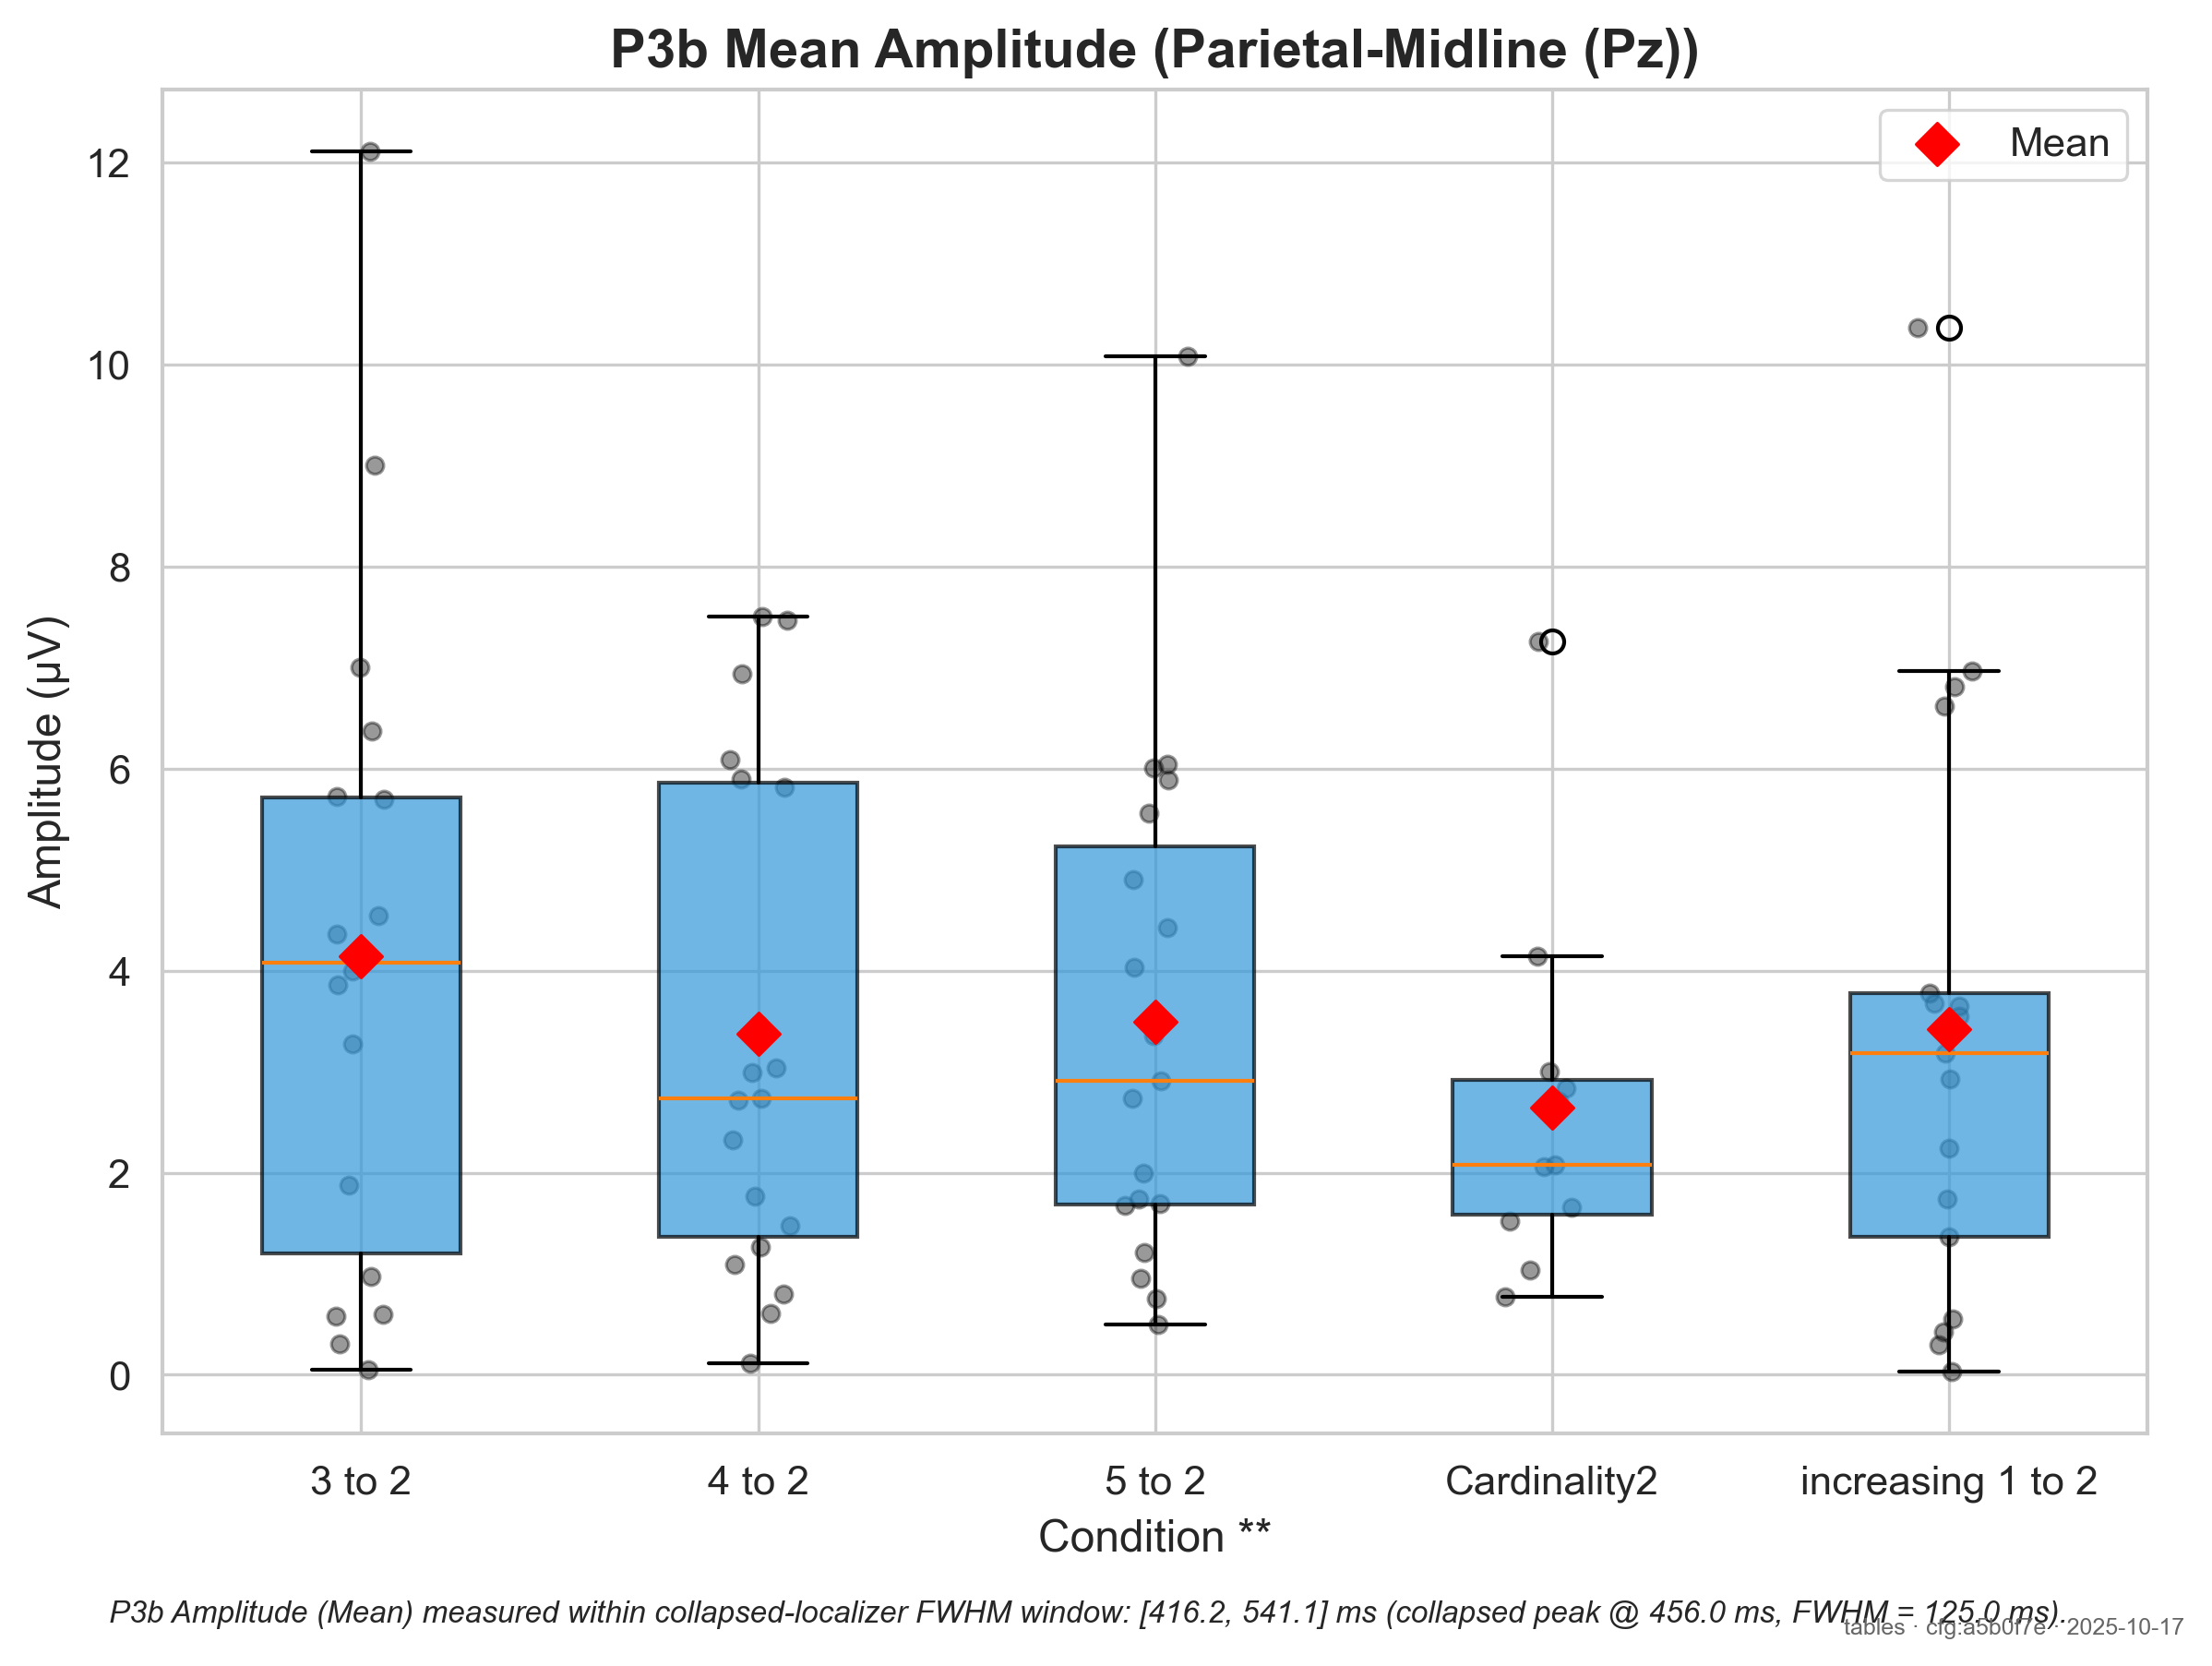 P3b Mean Amplitude (Parietal-Midline (Pz))
Mean
12
10
8
6
4
2
0
Amplitude (µV)
3 to 2
4 to 2
5 to 2
Cardinality2
increasing 1 to 2
Condition **
P3b Amplitude (Mean) measured within collapsed-localizer FWHM window: [416.2, 541.1] ms (collapsed peak @ 456.0 ms, FWHM = 125.0 ms).
tables · cfg:a5b0f7e · 2025-10-17